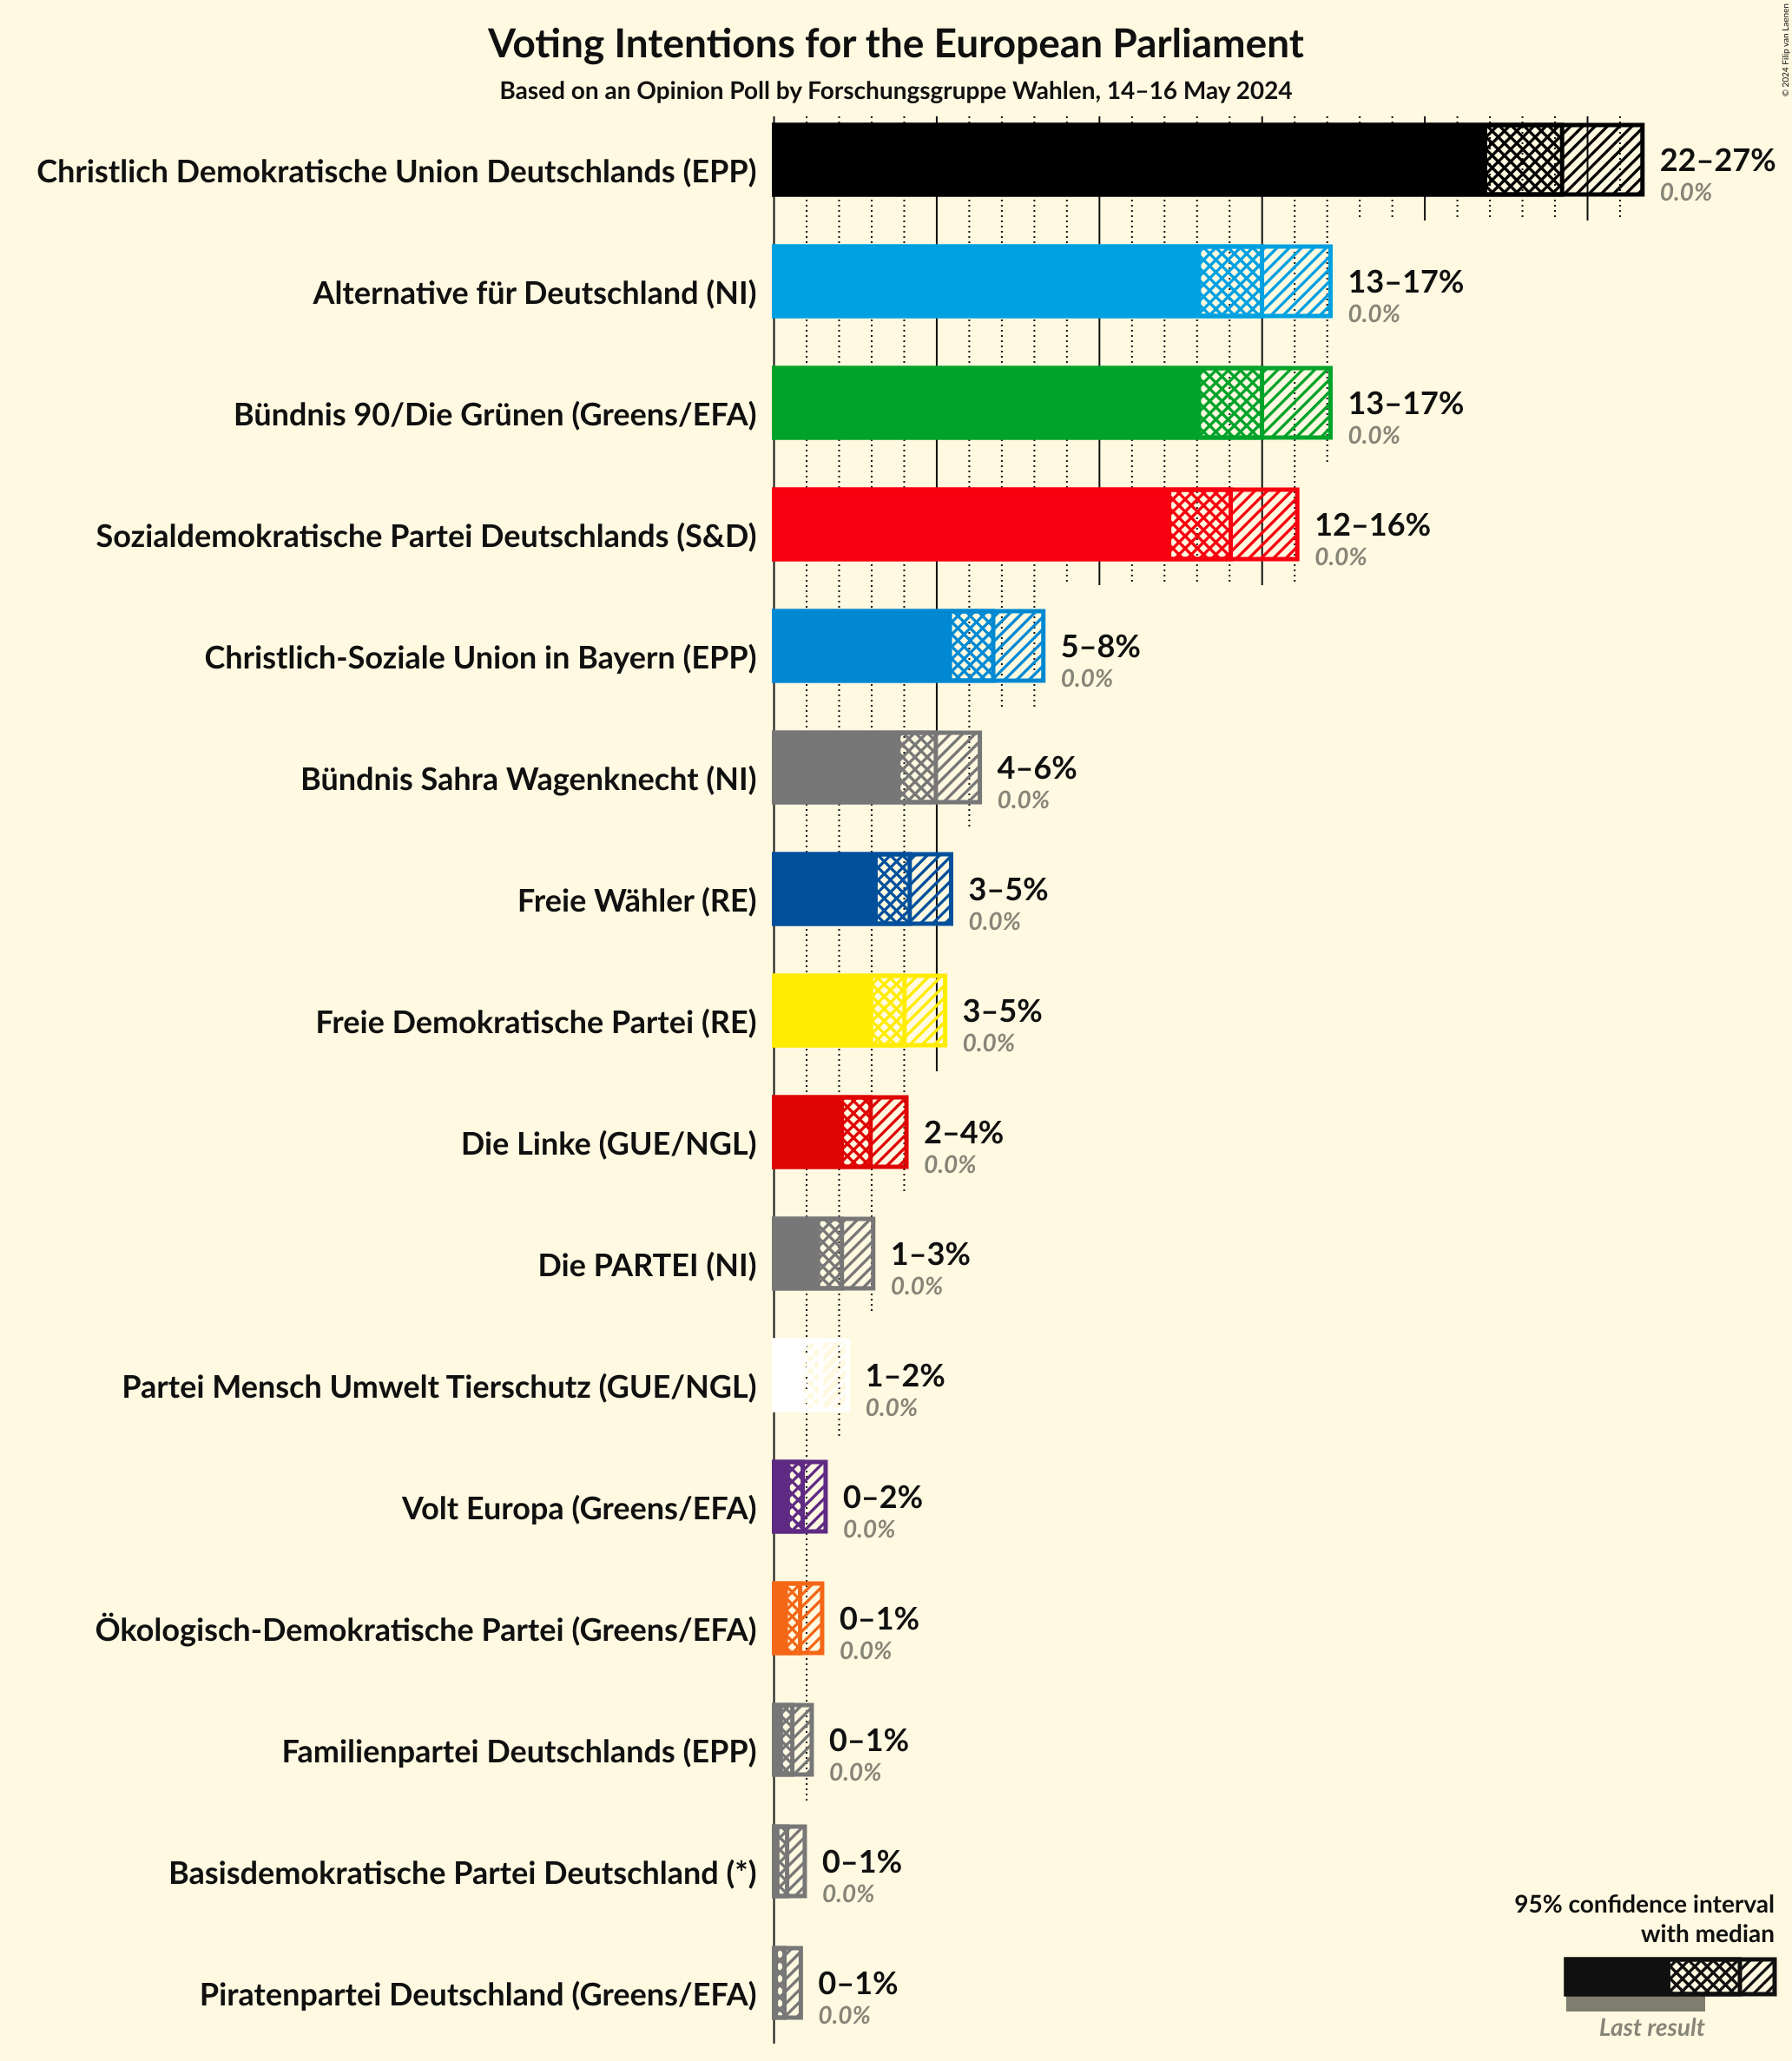 Voting Intentions for the European Parliament
Based on an Opinion Poll by Forschungsgruppe Wahlen, 14–16 May 2024
© 2024 Filip van Laenen
Christlich Demokratische Union Deutschlands (EPP)
22–27%
0.0%
Alternative für Deutschland (NI)
13–17%
0.0%
Bündnis 90/Die Grünen (Greens/EFA)
13–17%
0.0%
Sozialdemokratische Partei Deutschlands (S&D)
12–16%
0.0%
Christlich-Soziale Union in Bayern (EPP)
5–8%
0.0%
Bündnis Sahra Wagenknecht (NI)
4–6%
0.0%
Freie Wähler (RE)
3–5%
0.0%
Freie Demokratische Partei (RE)
3–5%
0.0%
Die Linke (GUE/NGL)
2–4%
0.0%
Die PARTEI (NI)
1–3%
0.0%
Partei Mensch Umwelt Tierschutz (GUE/NGL)
1–2%
0.0%
Volt Europa (Greens/EFA)
0–2%
0.0%
Ökologisch-Demokratische Partei (Greens/EFA)
0–1%
0.0%
Familienpartei Deutschlands (EPP)
0–1%
0.0%
Basisdemokratische Partei Deutschland (*)
0–1%
0.0%
Piratenpartei Deutschland (Greens/EFA)
0–1%
0.0%
95% confidence interval
with median
Last result